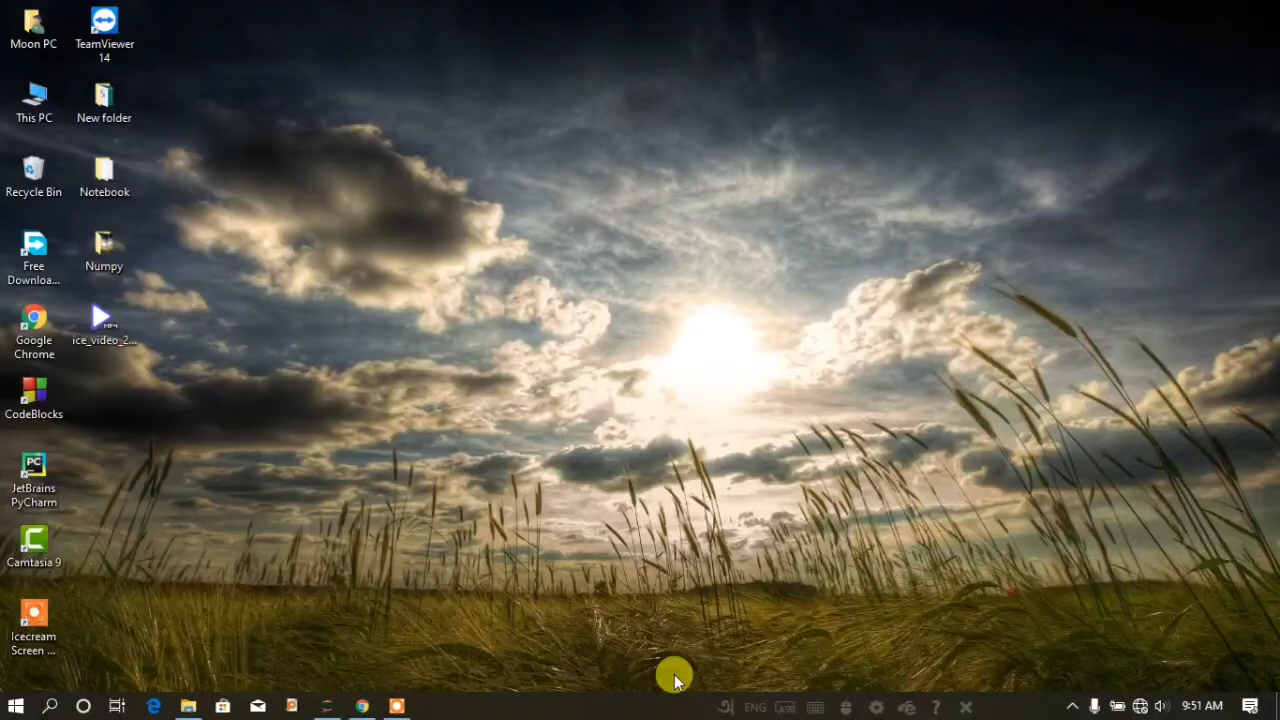 Moon PC
TeamViewer
14
This PC
New folder
Recycle Bin
Notebook
Free
Downloa...
Numpy
Google
Chrome
ice_video_2...
CodeBlocks
PC
JetBrains
PyCharm
Camtasia 9
Icecream
Screen ...
অ
ENG
?
9:51 AM